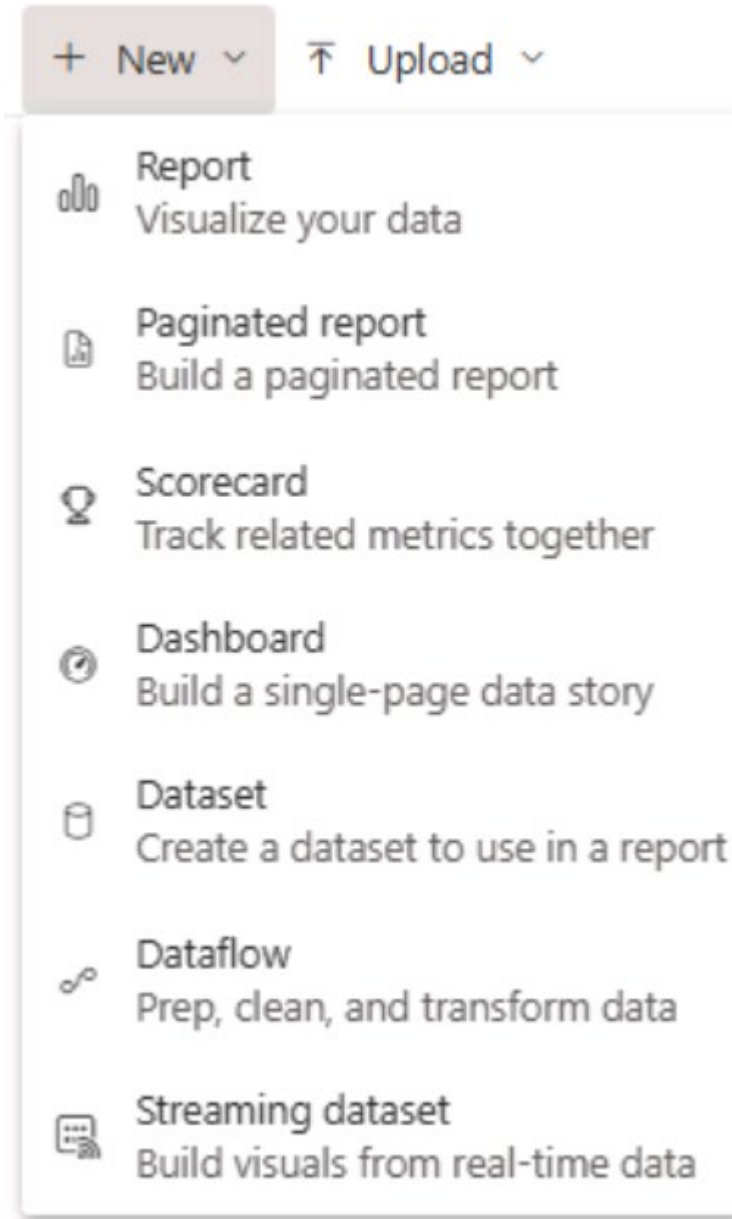 + New Upload
Report
Visualize your data
Paginated report
Build a paginated report
Scorecard
Track related metrics together
Dashboard
Build a single-page data story
Dataset
Create a dataset to use in a report
Dataflow
Prep, clean, and transform data
Streaming dataset
Build visuals from real-time data